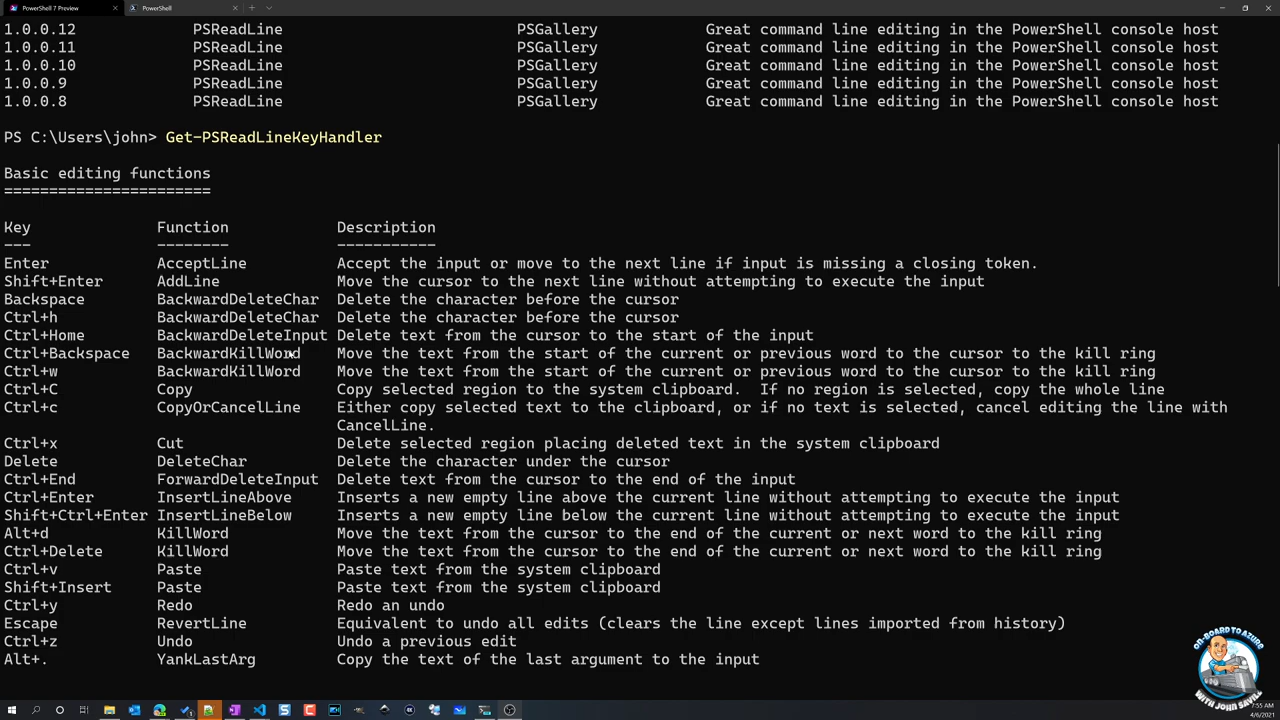 PowerShell 7 Preview
PowerShell
1.0.0.12 PSReadLine PSGallery Great command line editing in the PowerShell console host
1.0.0.11 PSReadLine PSGallery Great command line editing in the PowerShell console host
1.0.0.10 PSReadLine PSGallery Great command line editing in the PowerShell console host
1.0.0.9 PSReadLine PSGallery Great command line editing in the PowerShell console host
1.0.0.8 PSReadLine PSGallery Great command line editing in the PowerShell console host
PS C:\Users\john> Get-PSReadLineKeyHandler
Basic editing functions
=======================
Key Function Description
--- -------- -----------
Enter AcceptLine Accept the input or move to the next line if input is missing a closing token.
Shift+Enter AddLine Move the cursor to the next line without attempting to execute the input
Backspace BackwardDeleteChar Delete the character before the cursor
Ctrl+h BackwardDeleteChar Delete the character before the cursor
Ctrl+Home BackwardDeleteInput Delete text from the cursor to the start of the input
Ctrl+Backspace BackwardKillWord Move the text from the start of the current or previous word to the cursor to the kill ring
Ctrl+w BackwardKillWord Move the text from the start of the current or previous word to the cursor to the kill ring
Ctrl+C Copy Copy selected region to the system clipboard.  If no region is selected, copy the whole line
Ctrl+c CopyOrCancelLine Either copy selected text to the clipboard, or if no text is selected, cancel editing the line with
CancelLine.
Ctrl+x Cut Delete selected region placing deleted text in the system clipboard
Delete DeleteChar Delete the character under the cursor
Ctrl+End ForwardDeleteInput Delete text from the cursor to the end of the input
Ctrl+Enter InsertLineAbove Inserts a new empty line above the current line without attempting to execute the input
Shift+Ctrl+Enter InsertLineBelow Inserts a new empty line below the current line without attempting to execute the input
Alt+d KillWord Move the text from the cursor to the end of the current or next word to the kill ring
Ctrl+Delete KillWord Move the text from the cursor to the end of the current or next word to the kill ring
Ctrl+v Paste Paste text from the system clipboard
Shift+Insert Paste Paste text from the system clipboard
Ctrl+y Redo Redo an undo
Escape RevertLine Equivalent to undo all edits (clears the line except lines imported from history)
Ctrl+z Undo Undo a previous edit
Alt+. YankLastArg Copy the text of the last argument to the input
ON-BOARD TO AZURE
WITH JOHN SAVILL
7:55 AM
4/6/2021